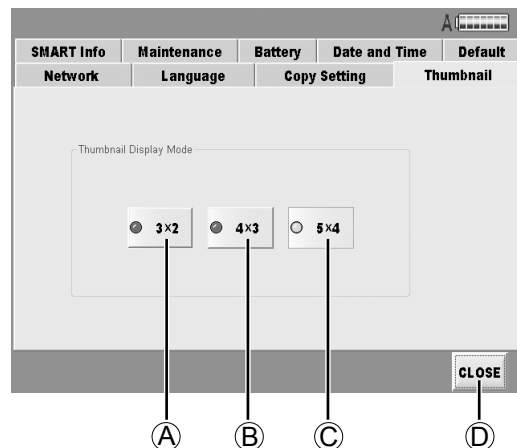 A
SMART Info Maintenance Battery Date and Time Default
Network Language Copy Setting Thumbnail
Thumbnail Display Mode
3×2 4×3 5×4
CLOSE
A B C D